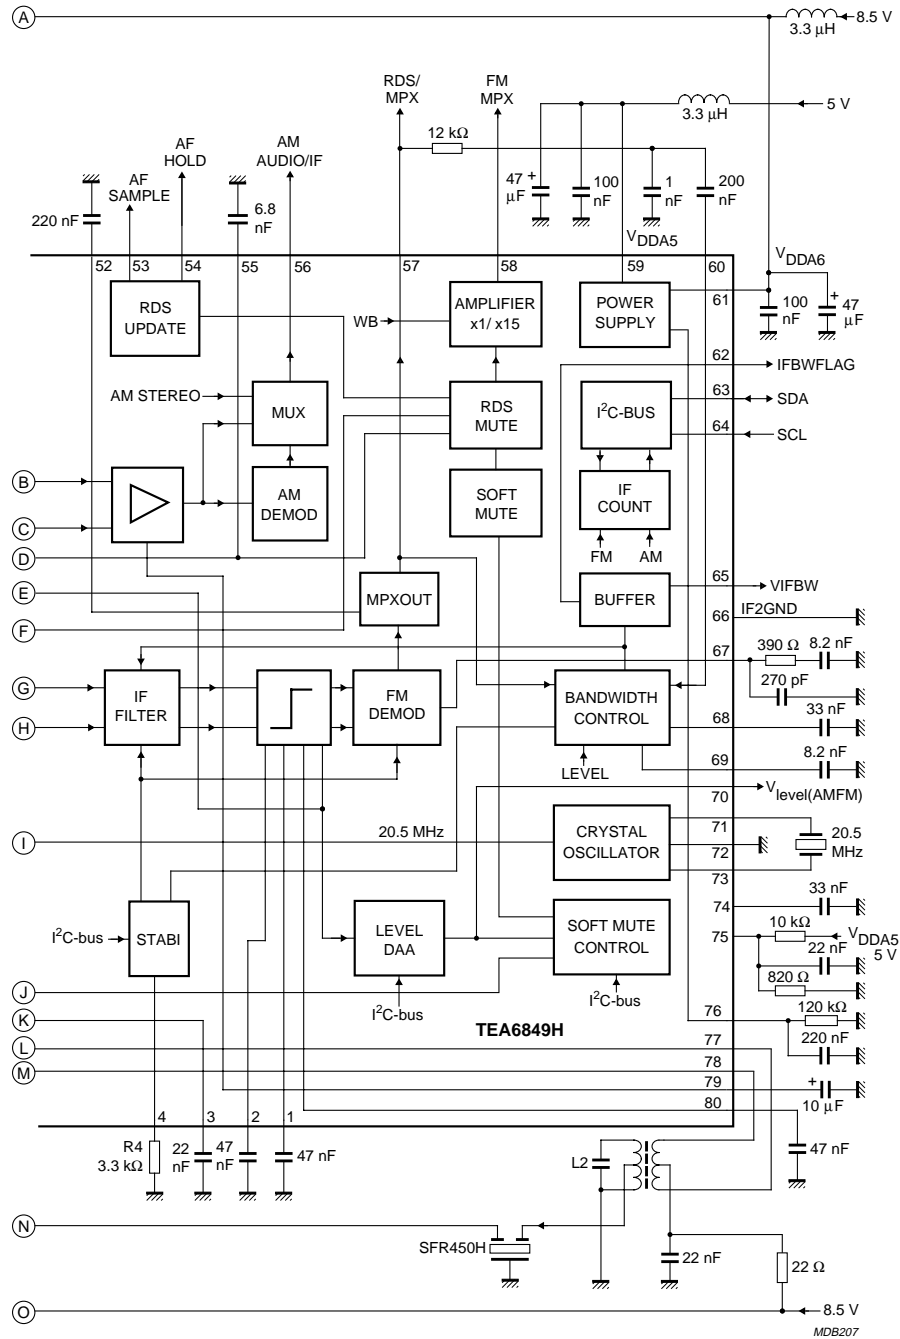 A
8.5 V
3.3 μH
RDS/
MPX
FM
MPX
5 V
3.3 μH
12 kΩ
AF
HOLD
AM
AUDIO/IF
AF
SAMPLE
220 nF
6.8
nF
47
μF
+
100
nF
1
nF
200
nF
VDDA5
VDDA6
52
53
54
55
56
57
58
59
60
61
100
nF
+
47
μF
RDS
UPDATE
WB
AMPLIFIER
x1/ x15
POWER
SUPPLY
62
IFBWFLAG
AM STEREO
MUX
RDS
MUTE
I²C-BUS
63
SDA
64
SCL
B
C
D
E
F
AM
DEMOD
SOFT
MUTE
IF
COUNT
FM
AM
MPXOUT
BUFFER
65
VIFBW
66
IF2GND
67
390 Ω
8.2 nF
270 pF
G
H
IF
FILTER
FM
DEMOD
BANDWIDTH
CONTROL
68
33 nF
69
8.2 nF
LEVEL
70
Vlevel(AMFM)
I
20.5 MHz
CRYSTAL
OSCILLATOR
71
72
73
20.5
MHz
74
33 nF
I²C-bus
STABI
LEVEL
DAA
SOFT MUTE
CONTROL
75
10 kΩ
VDDA5
5 V
22 nF
820 Ω
J
I²C-bus
I²C-bus
K
76
120 kΩ
TEA6849H
L
77
220 nF
M
78
79
+
10 μF
80
4
3
2
1
R4
3.3 kΩ
22
nF
47
nF
47 nF
L2
47 nF
N
SFR450H
22 nF
22 Ω
O
8.5 V
MDB207